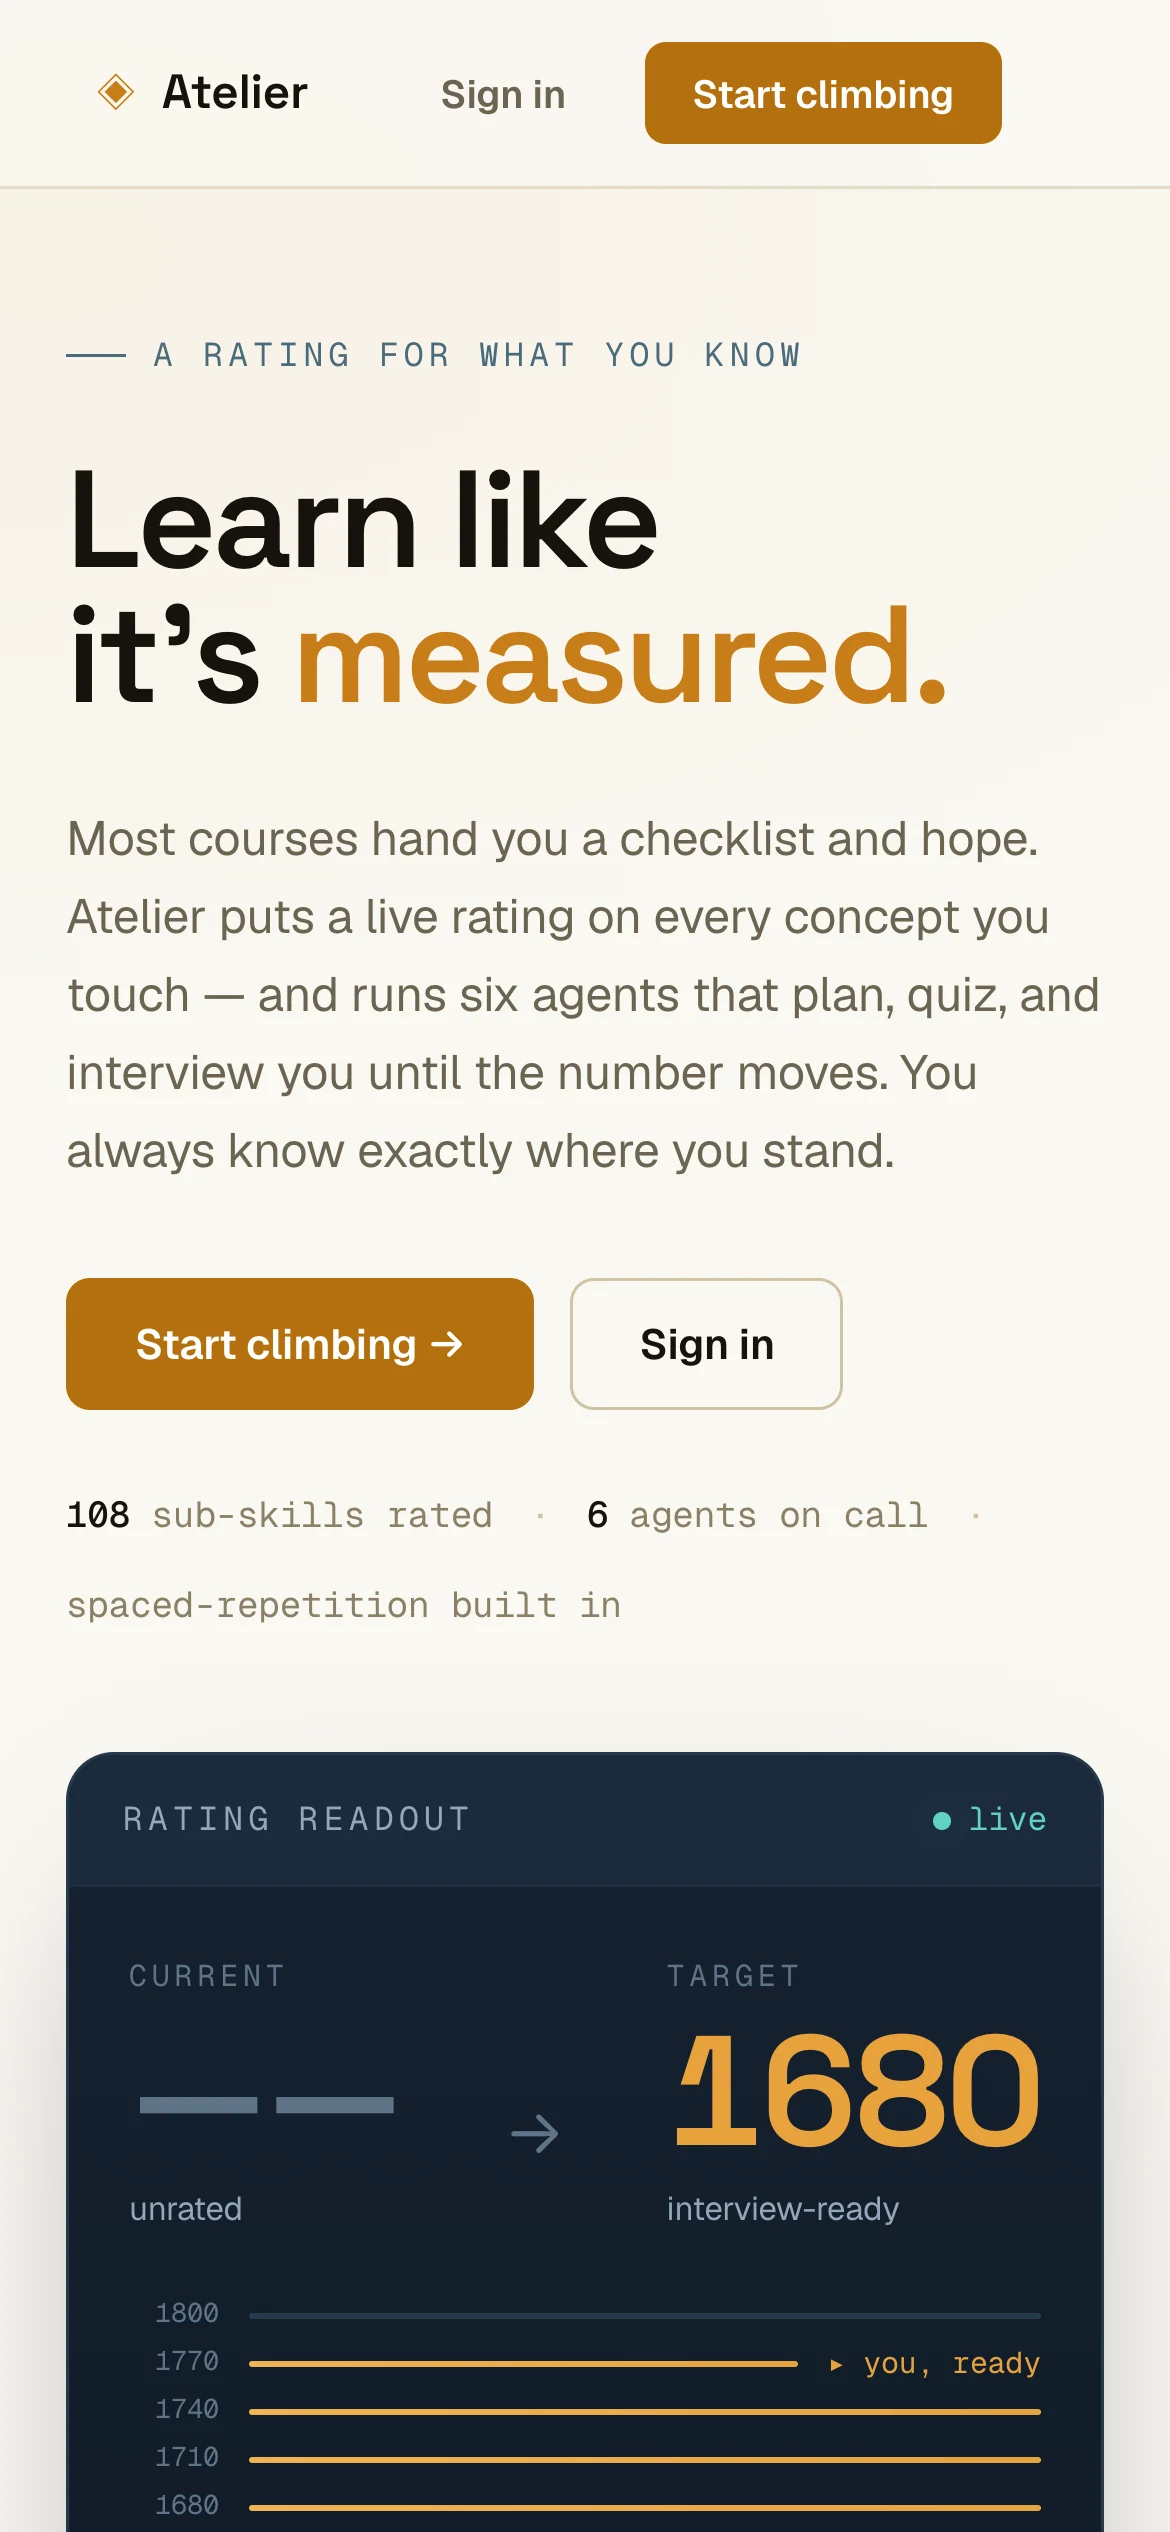 Atelier
Sign in
Start climbing
A RATING FOR WHAT YOU KNOW
Learn like
it’s measured.
Most courses hand you a checklist and hope.
Atelier puts a live rating on every concept you
touch — and runs six agents that plan, quiz, and
interview you until the number moves. You
always know exactly where you stand.
Start climbing →
Sign in
108 sub-skills rated · 6 agents on call ·
spaced-repetition built in
RATING READOUT
● live
CURRENT
TARGET
—— → 1680
unrated
interview-ready
1800
1770 ▸ you, ready
1740
1710
1680